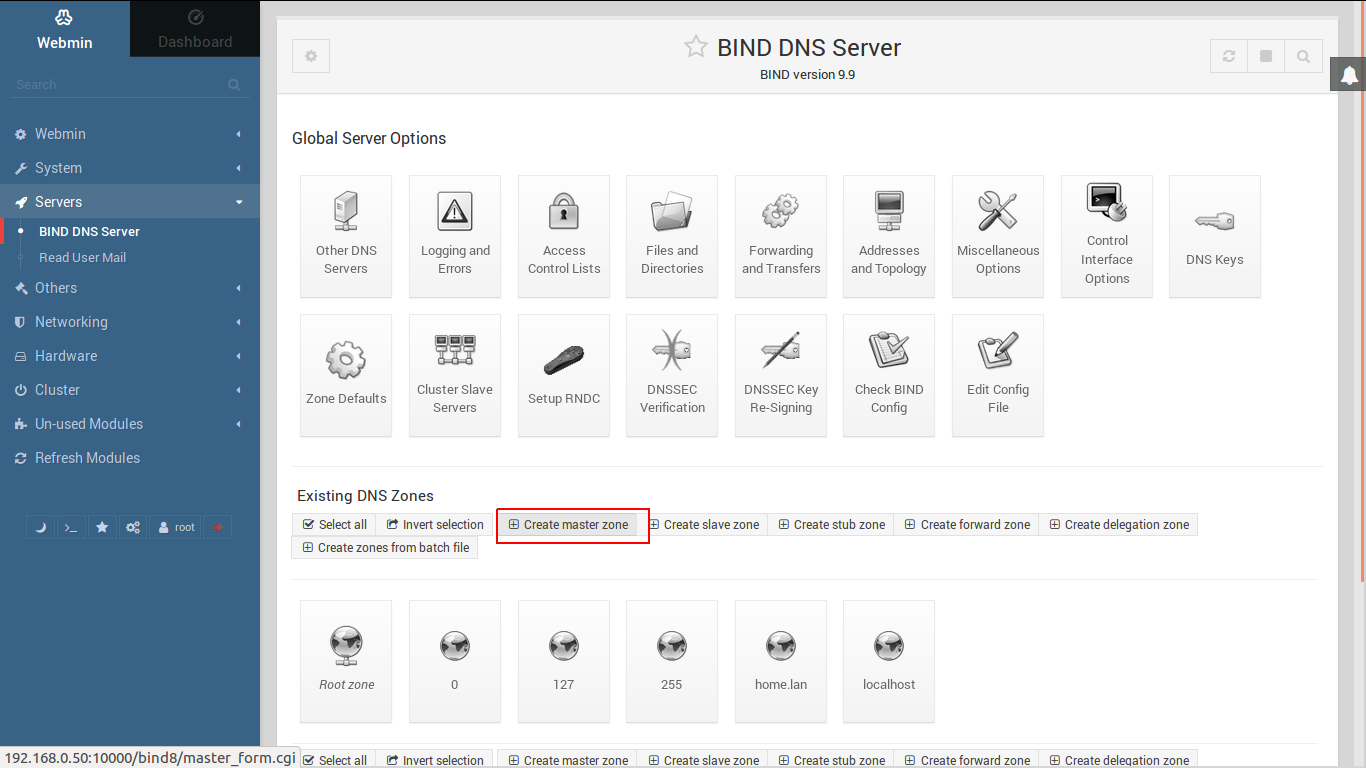 Webmin
Dashboard
Search
Webmin
System
Servers
BIND DNS Server
Read User Mail
Others
Networking
Hardware
Cluster
Un-used Modules
Refresh Modules
root
BIND DNS Server
BIND version 9.9
Global Server Options
Other DNS
Servers
Logging and
Errors
Access
Control Lists
Files and
Directories
Forwarding
and Transfers
Addresses
and Topology
Miscellaneous
Options
Control
Interface
Options
DNS Keys
Zone Defaults
Cluster Slave
Servers
Setup RNDC
DNSSEC
Verification
DNSSEC Key
Re-Signing
Check BIND
Config
Edit Config
File
Existing DNS Zones
Select all Invert selection Create master zone Create slave zone Create stub zone Create forward zone Create delegation zone
Create zones from batch file
Root zone
0
127
255
home.lan
localhost
192.168.0.50:10000/bind8/master_form.cgi
Select all Invert selection Create master zone Create slave zone Create stub zone Create forward zone Create delegation zone